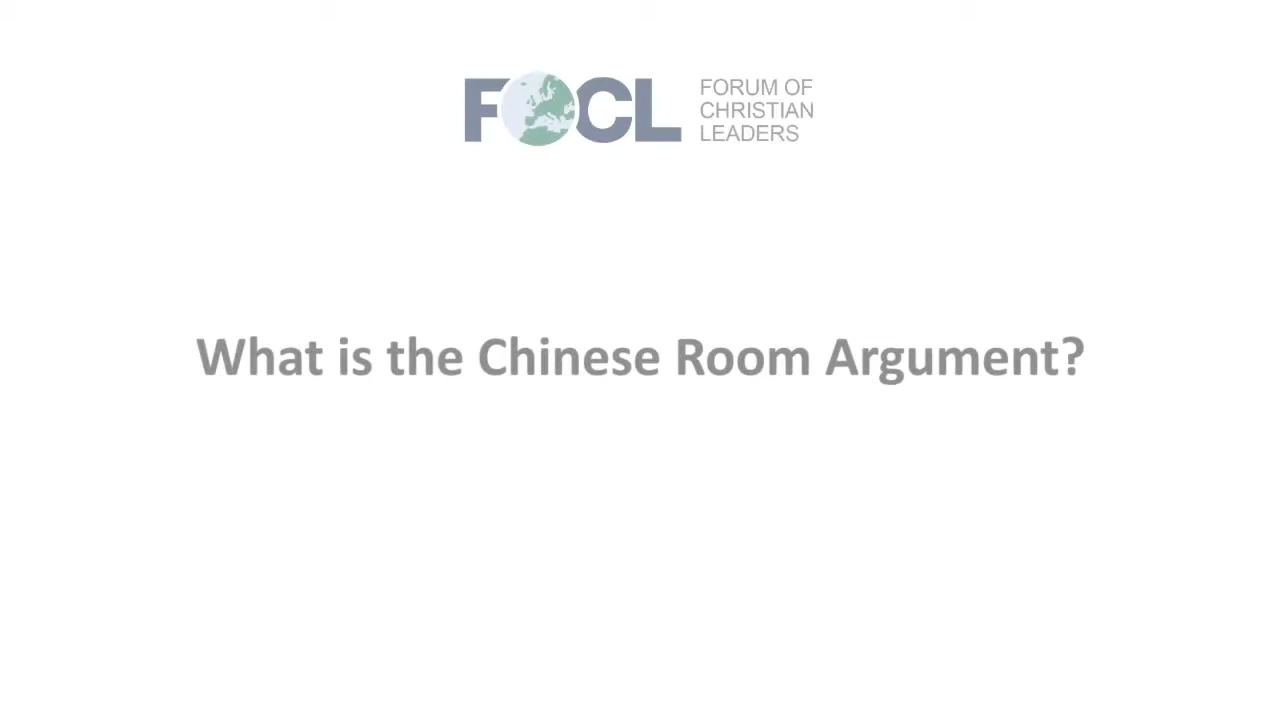 FOCL
FORUM OF
CHRISTIAN
LEADERS
What is the Chinese Room Argument?